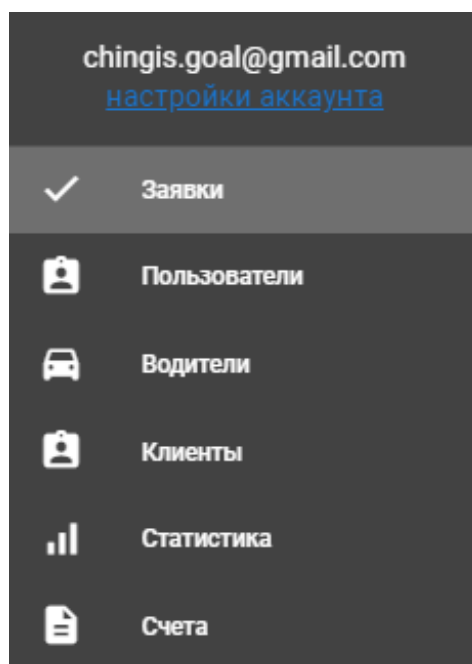 chingis.goal@gmail.com
настройки аккаунта
Заявки
Пользователи
Водители
Клиенты
Статистика
Счета